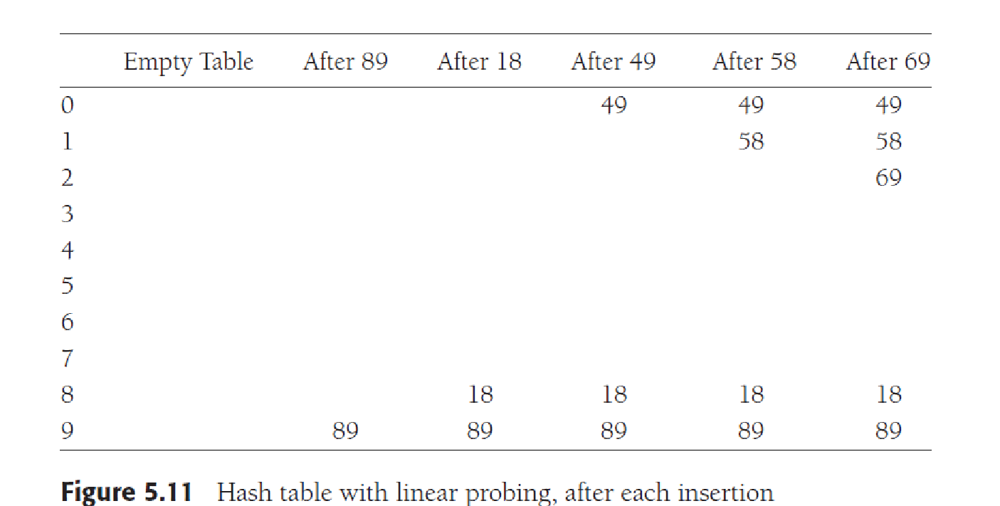 Empty Table After 89 After 18 After 49 After 58 After 69
0 49 49 49
1 58 58
2 69
3
4
5
6
7
8 18 18 18 18
9 89 89 89 89 89
Figure 5.11 Hash table with linear probing, after each insertion